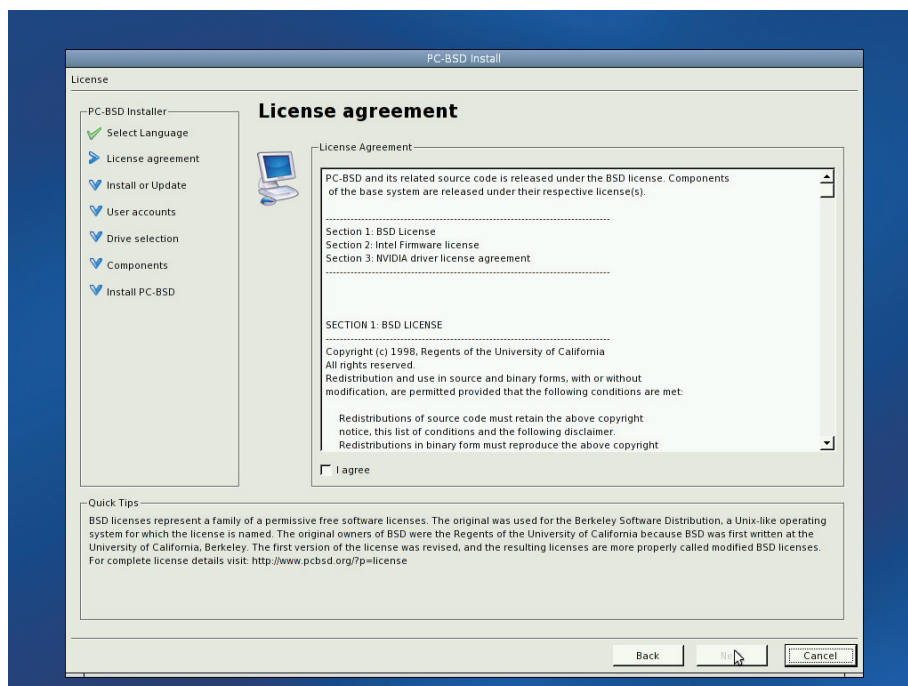 PC-BSD Install
License
PC-BSD Installer
Select Language
License agreement
Install or Update
User accounts
Drive selection
Components
Install PC-BSD
License agreement
License Agreement
PC-BSD and its related source code is released under the BSD license. Components
of the base system are released under their respective license(s).
--------------------------------------------------------------------------------
Section 1: BSD License
Section 2: Intel Firmware license
Section 3: NVIDIA driver license agreement
--------------------------------------------------------------------------------
SECTION 1: BSD LICENSE
--------------------------------------------------------------------------------
Copyright (c) 1998, Regents of the University of California
All rights reserved.
Redistribution and use in source and binary forms, with or without
modification, are permitted provided that the following conditions are met:
Redistributions of source code must retain the above copyright
notice, this list of conditions and the following disclaimer.
Redistributions in binary form must reproduce the above copyright
I agree
Quick Tips
BSD licenses represent a family of a permissive free software licenses. The original was used for the Berkeley Software Distribution, a Unix-like operating
system for which the license is named. The original owners of BSD were the Regents of the University of California because BSD was first written at the
University of California, Berkeley. The first version of the license was revised, and the resulting licenses are more properly called modified BSD licenses.
For complete license details visit: http://www.pcbsd.org/?p=license
Back
Cancel